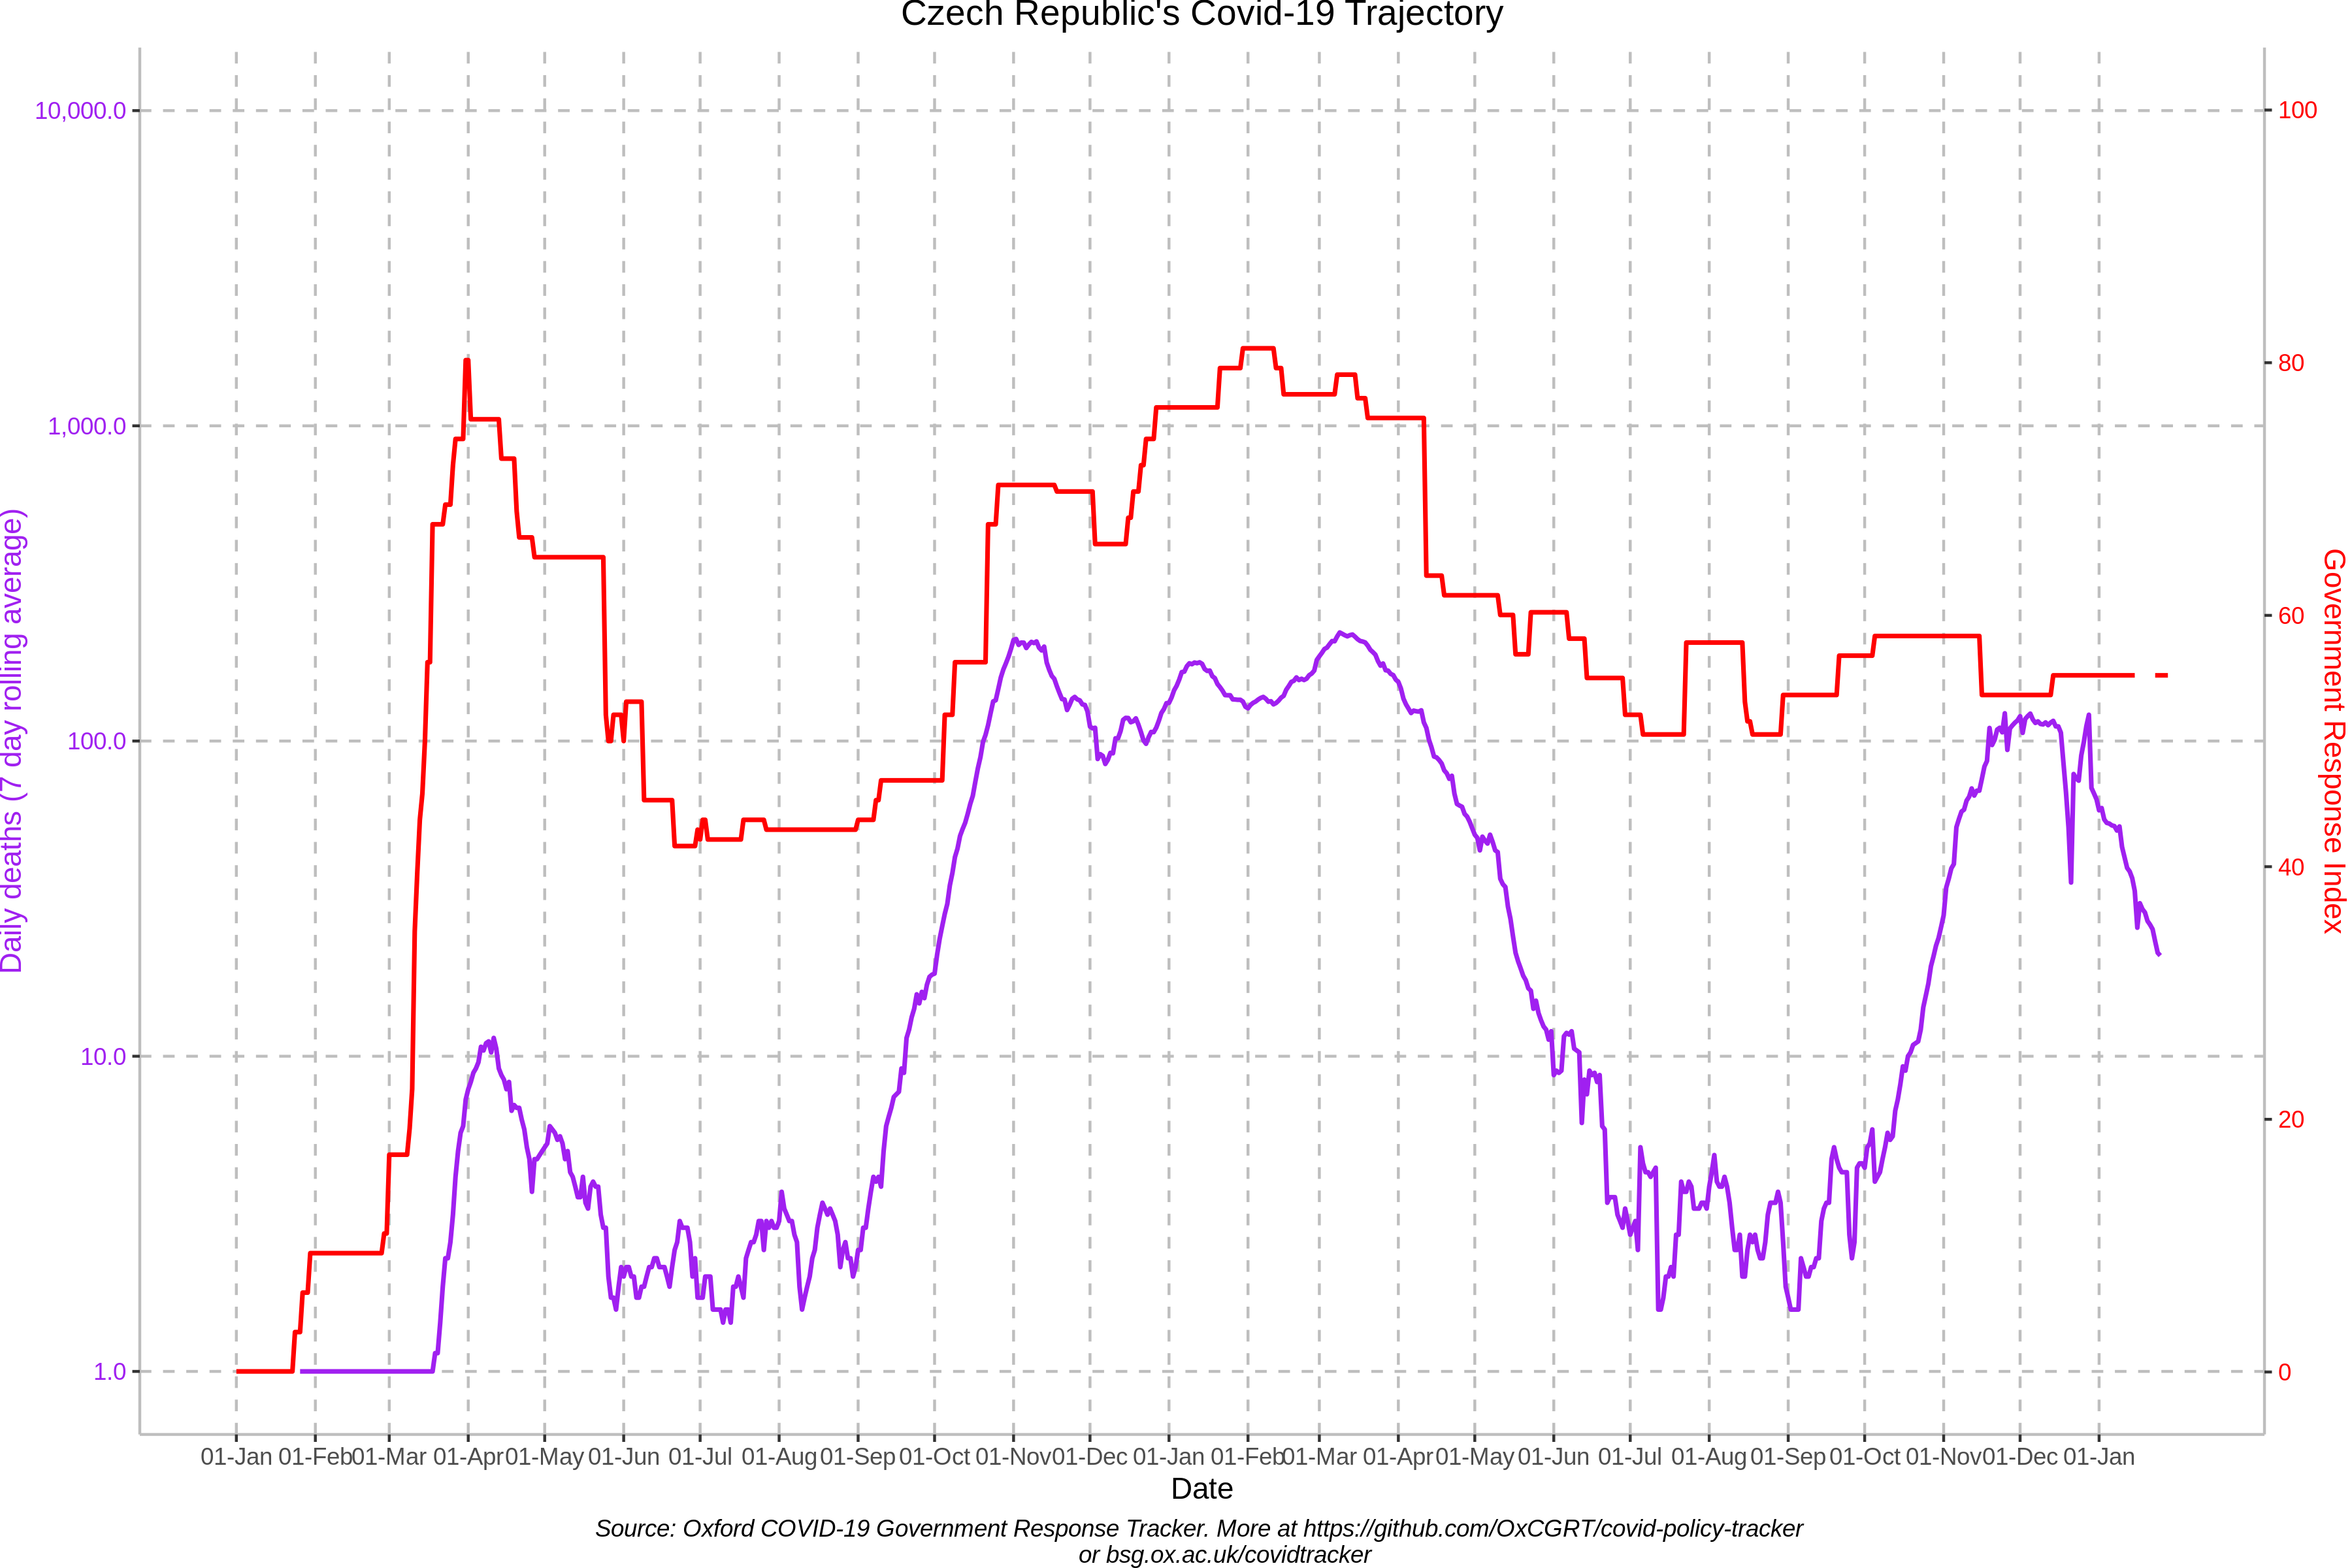 Czech Republic's Covid-19 Trajectory
10,000.0
1,000.0
100.0
10.0
1.0
Daily deaths (7 day rolling average)
100
80
60
40
20
0
Government Response Index
01-Jan 01-Feb 01-Mar 01-Apr 01-May 01-Jun 01-Jul 01-Aug 01-Sep 01-Oct 01-Nov 01-Dec 01-Jan 01-Feb 01-Mar 01-Apr 01-May 01-Jun 01-Jul 01-Aug 01-Sep 01-Oct 01-Nov 01-Dec 01-Jan
Date
Source: Oxford COVID-19 Government Response Tracker. More at https://github.com/OxCGRT/covid-policy-tracker
or bsg.ox.ac.uk/covidtracker